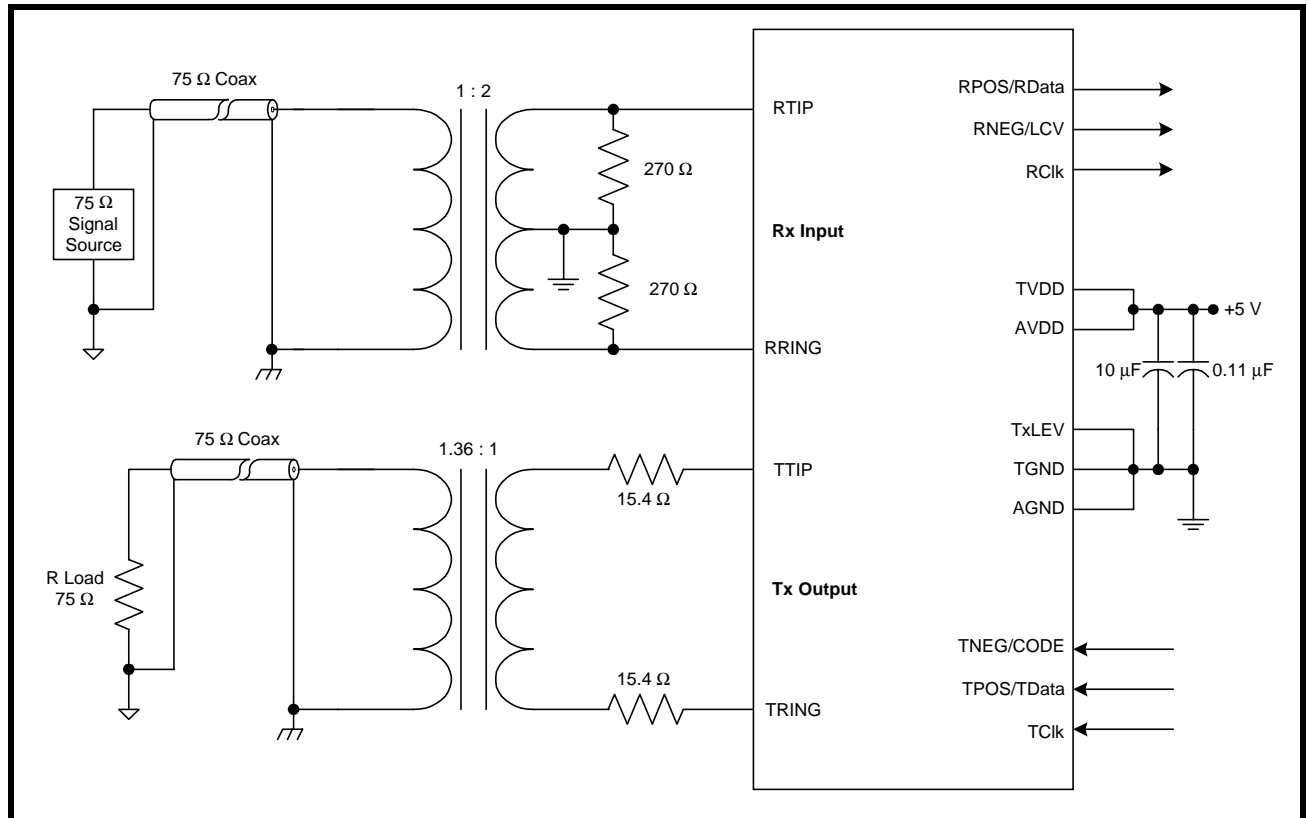 75 Ω Coax
1 : 2
75 Ω
Signal
Source
270 Ω
270 Ω
RTIP
Rx Input
RRING
RPOS/RData
RNEG/LCV
RClk
TVDD
AVDD
+5 V
10 μF
0.11 μF
TxLEV
TGND
AGND
75 Ω Coax
1.36 : 1
R Load
75 Ω
15.4 Ω
15.4 Ω
TTIP
Tx Output
TRING
TNEG/CODE
TPOS/TData
TClk